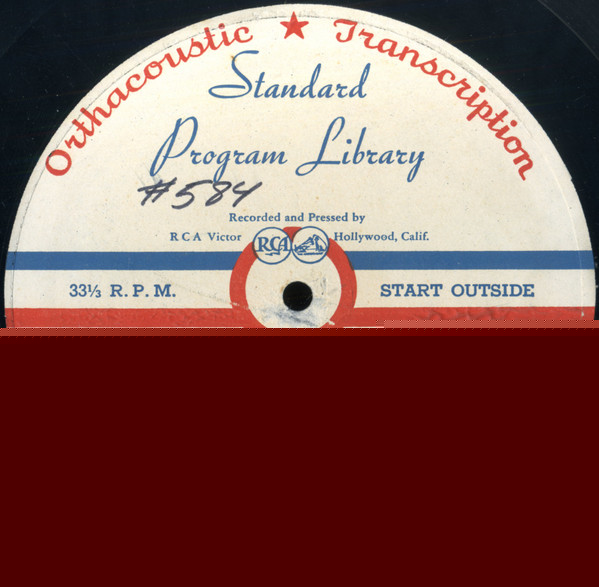 Orthacoustic ★ Transcription
Standard
Program Library
#584
Recorded and Pressed by
RCA Victor RCA Hollywood, Calif.
33⅓ R.P.M. START OUTSIDE